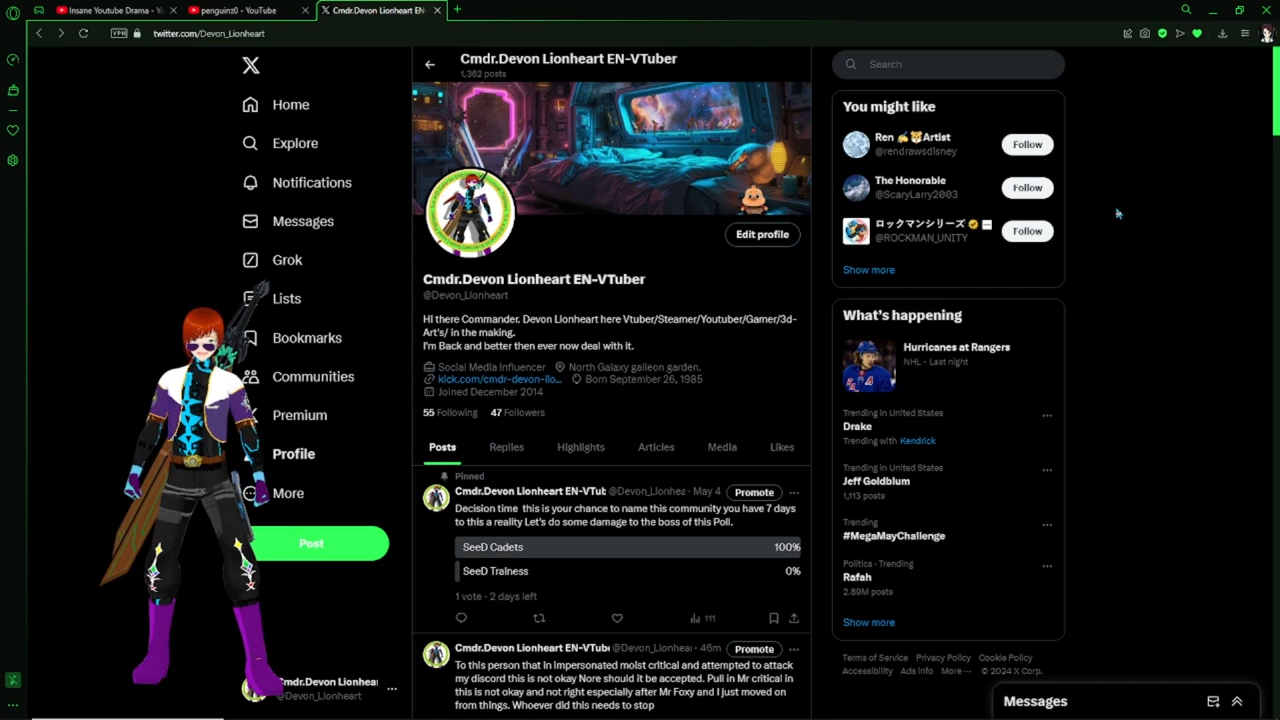 Insane Youtube Drama - Yo
penguinz0 - YouTube
Cmdr.Devon Lionheart EN-
VPN
twitter.com/Devon_Lionheart
Home
Explore
Notifications
Messages
Grok
Lists
Bookmarks
Communities
Premium
Profile
More
Post
Cmdr.Devon Lionhear
@Devon_Lionheart
Cmdr.Devon Lionheart EN-VTuber
1,362 posts
Edit profile
Cmdr.Devon Lionheart EN-VTuber
@Devon_Lionheart
Hi there Commander. Devon Lionheart here Vtuber/Steamer/Youtuber/Gamer/3d-
Art's/ in the making.
I'm Back and better then ever now deal with it.
Social Media Influencer North Galaxy galleon garden.
kick.com/cmdr-devon-lio... Born September 26, 1985
Joined December 2014
55 Following 47 Followers
Posts Replies Highlights Articles Media Likes
Pinned
Cmdr.Devon Lionheart EN-VTub @Devon_Lionhea · May 4 Promote
Decision time this is your chance to name this community you have 7 days
to this a reality Let's do some damage to the boss of this Poll.
SeeD Cadets 100%
SeeD Trainess 0%
1 vote · 2 days left
111
Cmdr.Devon Lionheart EN-VTube @Devon_Lionhea · 46m Promote
To this person that in impersonated moist critical and attempted to attack
my discord this is not okay Nore should it be accepted. Pull in Mr critical in
this is not okay and not right especially after Mr Foxy and I just moved on
from things. Whoever did this needs to stop
Search
You might like
Ren Artist
@rendrawsdisney
Follow
The Honorable
@ScaryLarry2003
Follow
ロックマンシリーズ
@ROCKMAN_UNITY
Follow
Show more
What's happening
Hurricanes at Rangers
NHL · Last night
Trending in United States
Drake
Trending with Kendrick
Trending in United States
Jeff Goldblum
1,113 posts
Trending
#MegaMayChallenge
Politics · Trending
Rafah
2.89M posts
Show more
Terms of Service Privacy Policy Cookie Policy
Accessibility Ads info More ··· © 2024 X Corp.
Messages